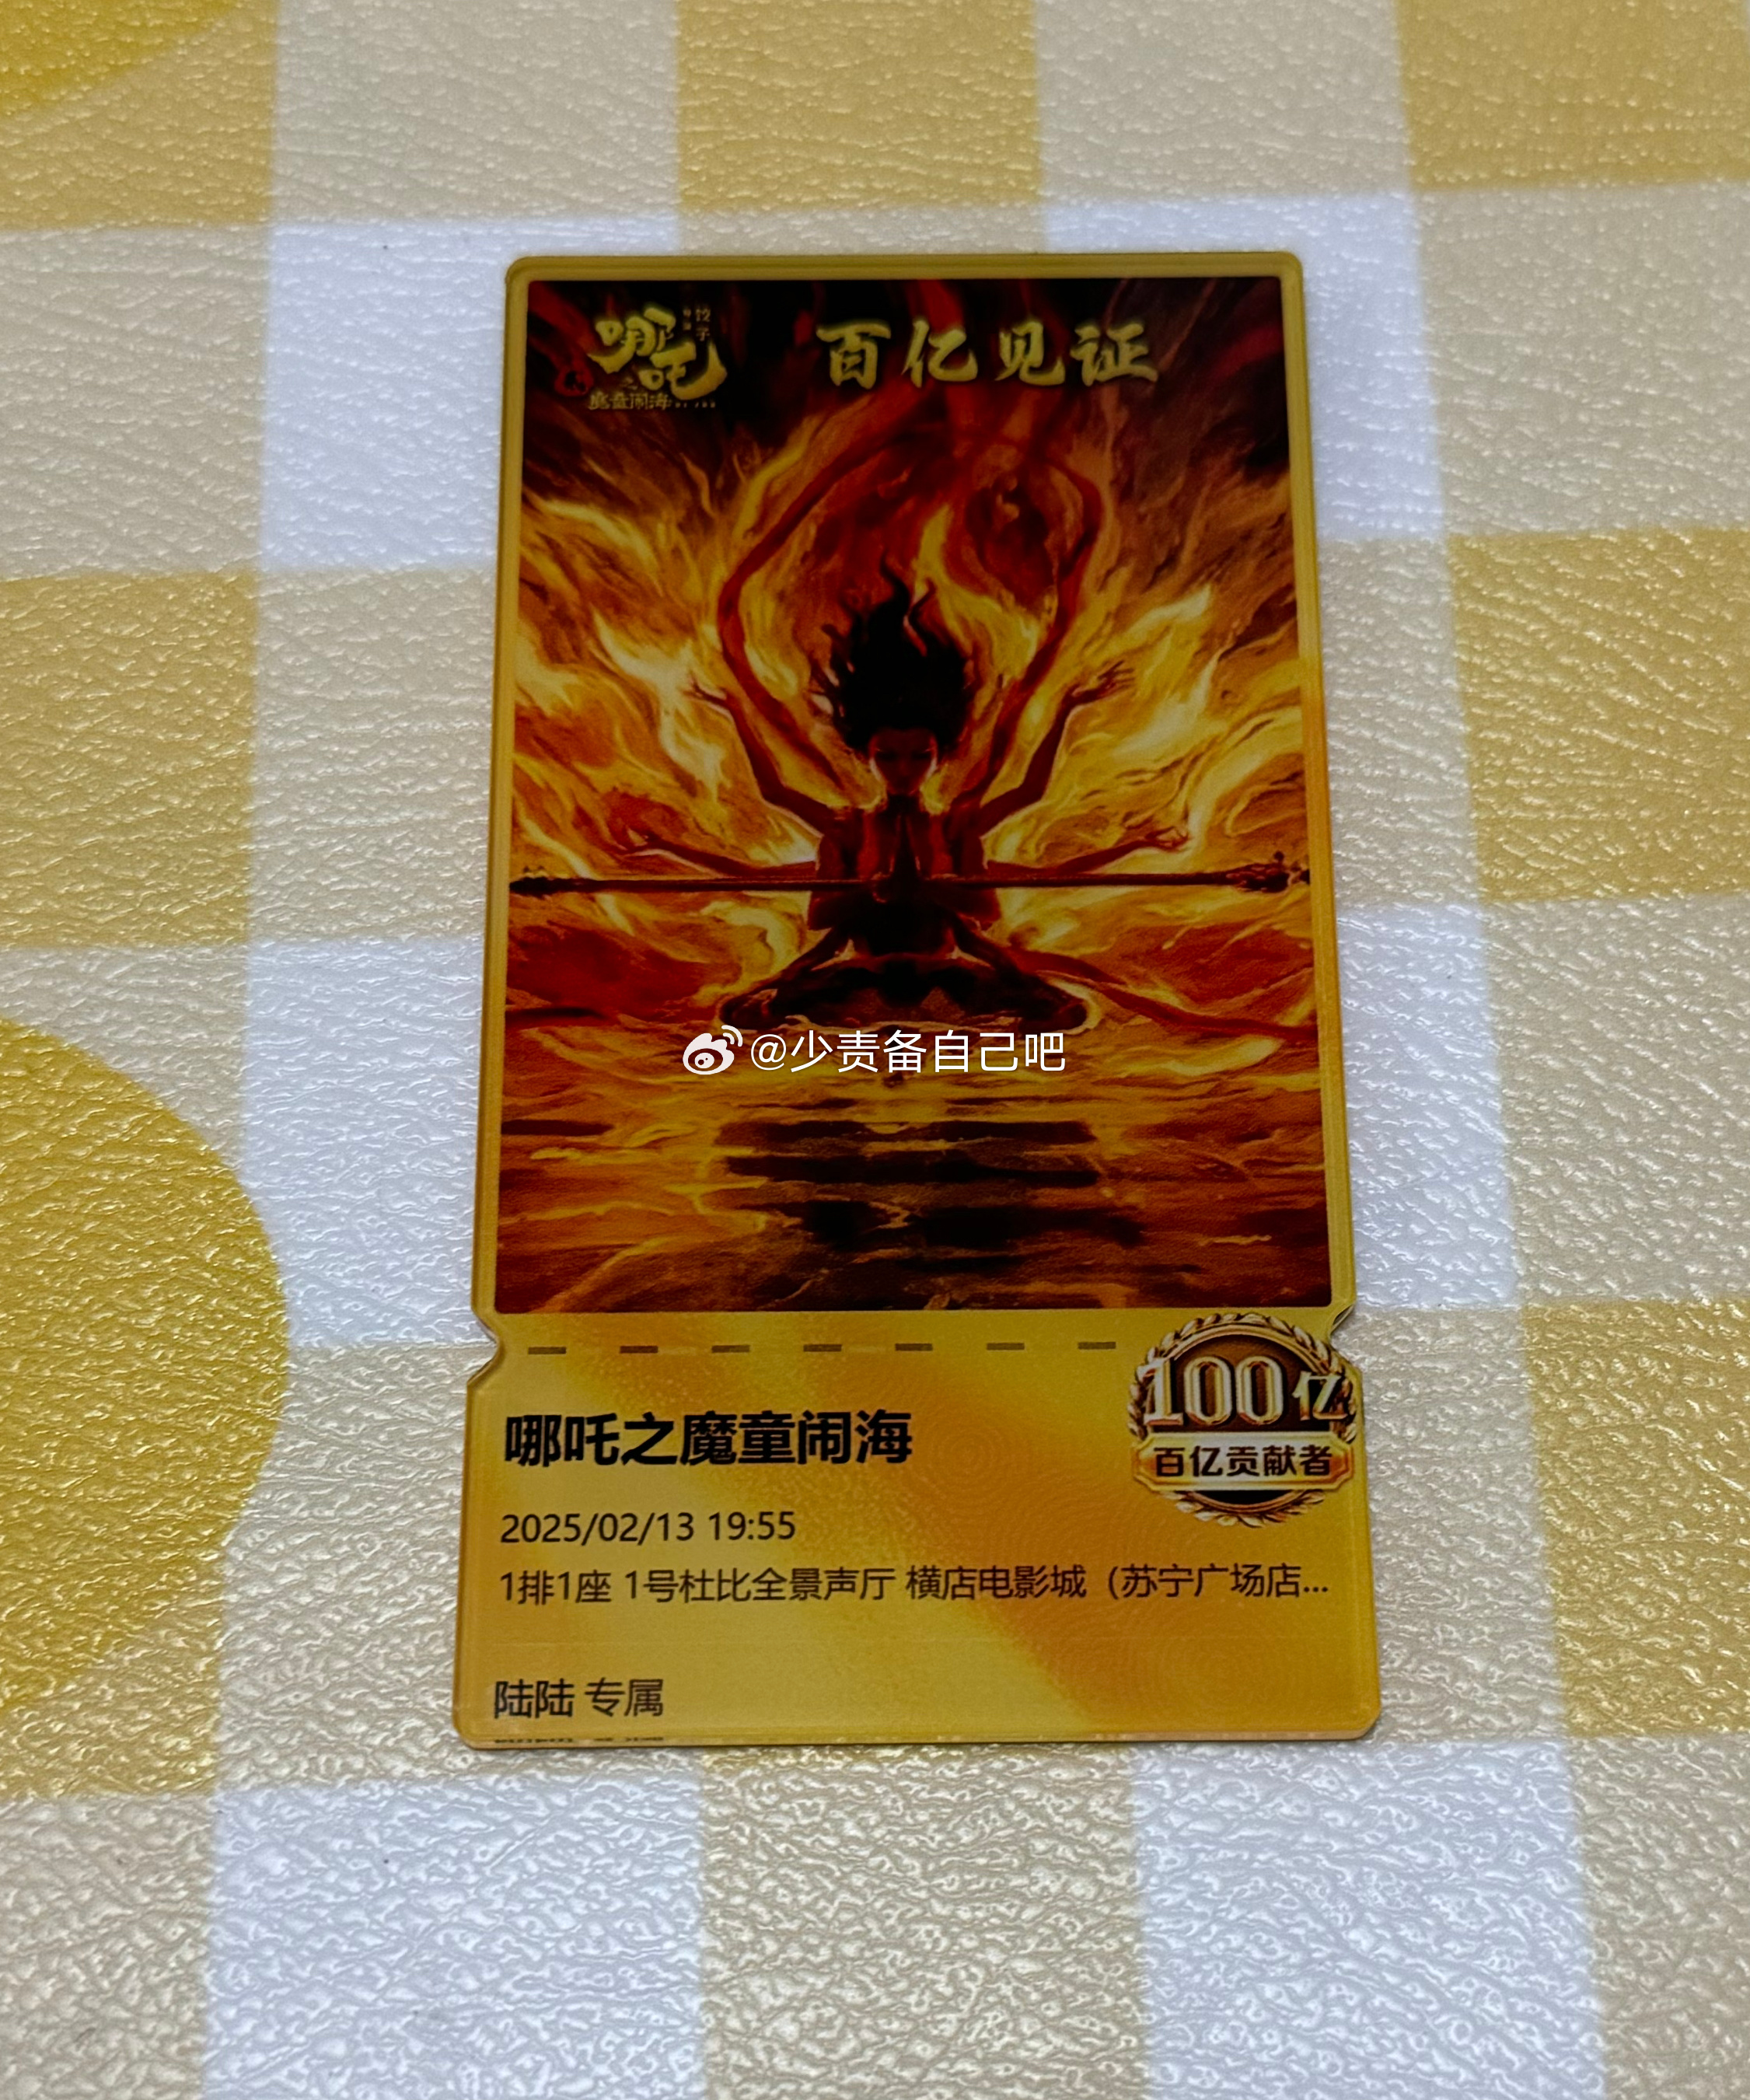 饺子
哪吒
之
魔童闹海
百亿见证
@少责备自己吧
100亿
百亿贡献者
哪吒之魔童闹海
2025/02/13 19:55
1排1座 1号杜比全景声厅 横店电影城（苏宁广场店...
陆陆 专属